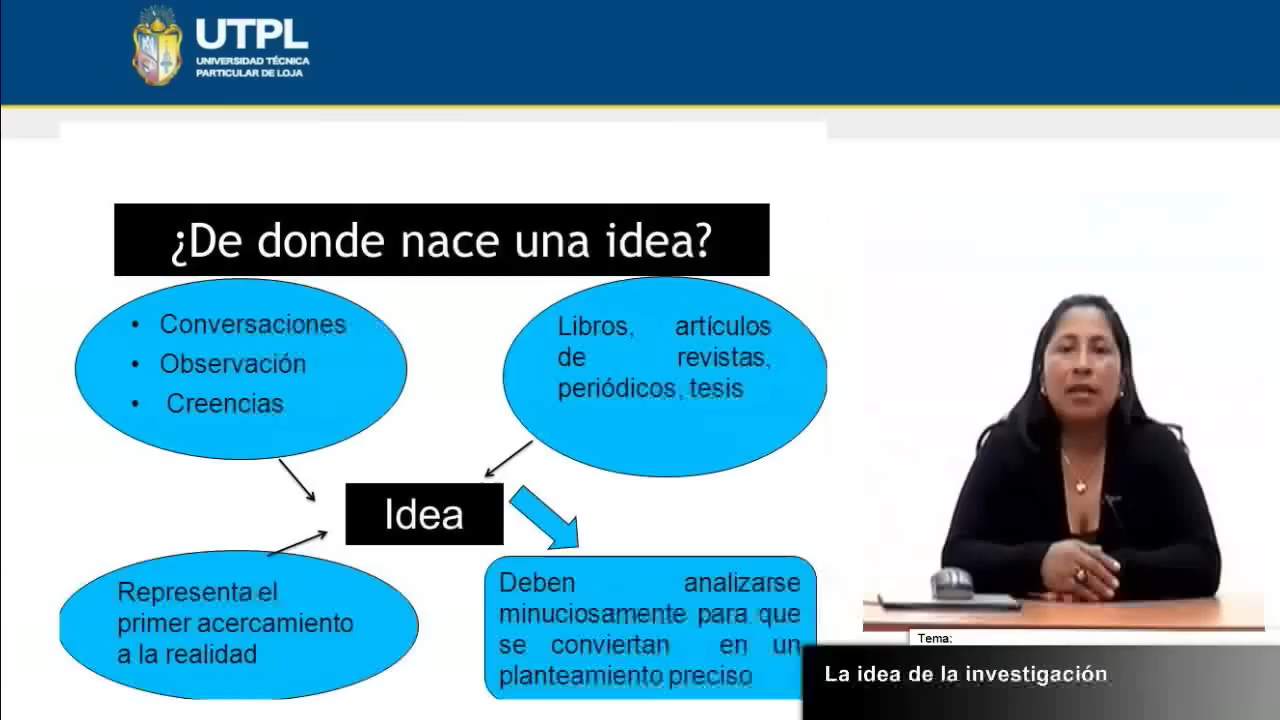 UTPL
UNIVERSIDAD TÉCNICA
PARTICULAR DE LOJA
¿De donde nace una idea?
• Conversaciones
• Observación
• Creencias
Libros, artículos
de revistas,
periódicos, tesis
Idea
Representa el
primer acercamiento
a la realidad
Deben analizarse
minuciosamente para que
se conviertan en un
planteamiento preciso
Tema:
La idea de la investigación